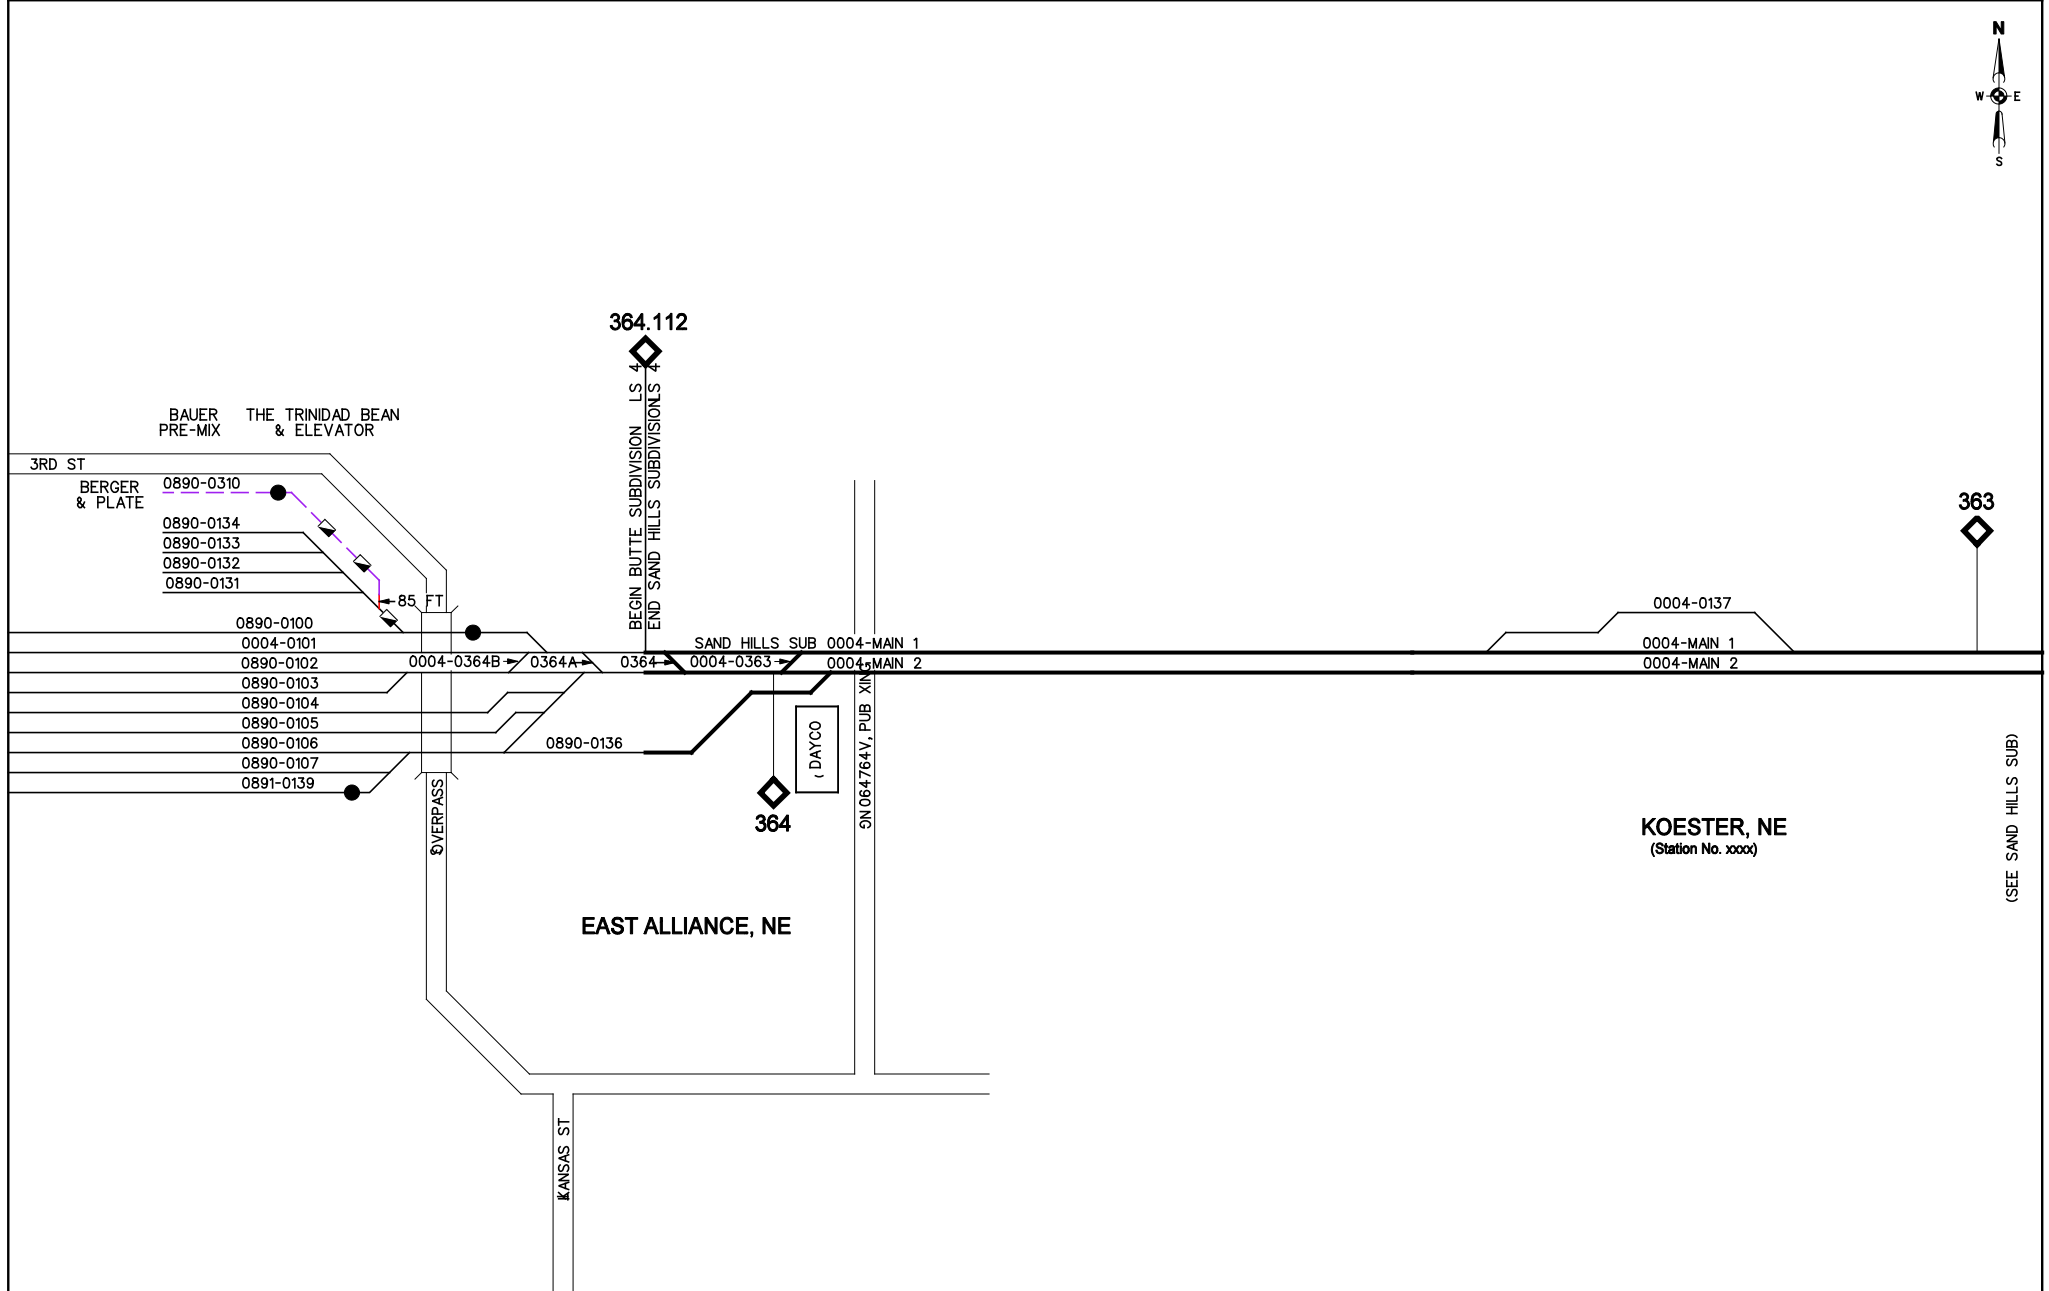 N
W E
S
364.112
BEGIN BUTTE SUBDIVISION LS 4
END SAND HILLS SUBDIVISION LS 4
BAUER
PRE-MIX
THE TRINIDAD BEAN
& ELEVATOR
3RD ST
BERGER
& PLATE
0890-0310
0890-0134
0890-0133
0890-0132
0890-0131
85 FT
363
0890-0100
0004-0101
0890-0102
0890-0103
0890-0104
0890-0105
0890-0106
0890-0107
0891-0139
0004-0364B
0364A
0364
0004-0363
SAND HILLS SUB 0004-MAIN 1
0004-MAIN 2
0004-0137
0004-MAIN 1
0004-MAIN 2
0890-0136
DAYCO
064764V, PUB XING
364
OVERPASS
KOESTER, NE
(Station No. xxxx)
(SEE SAND HILLS SUB)
EAST ALLIANCE, NE
KANSAS ST